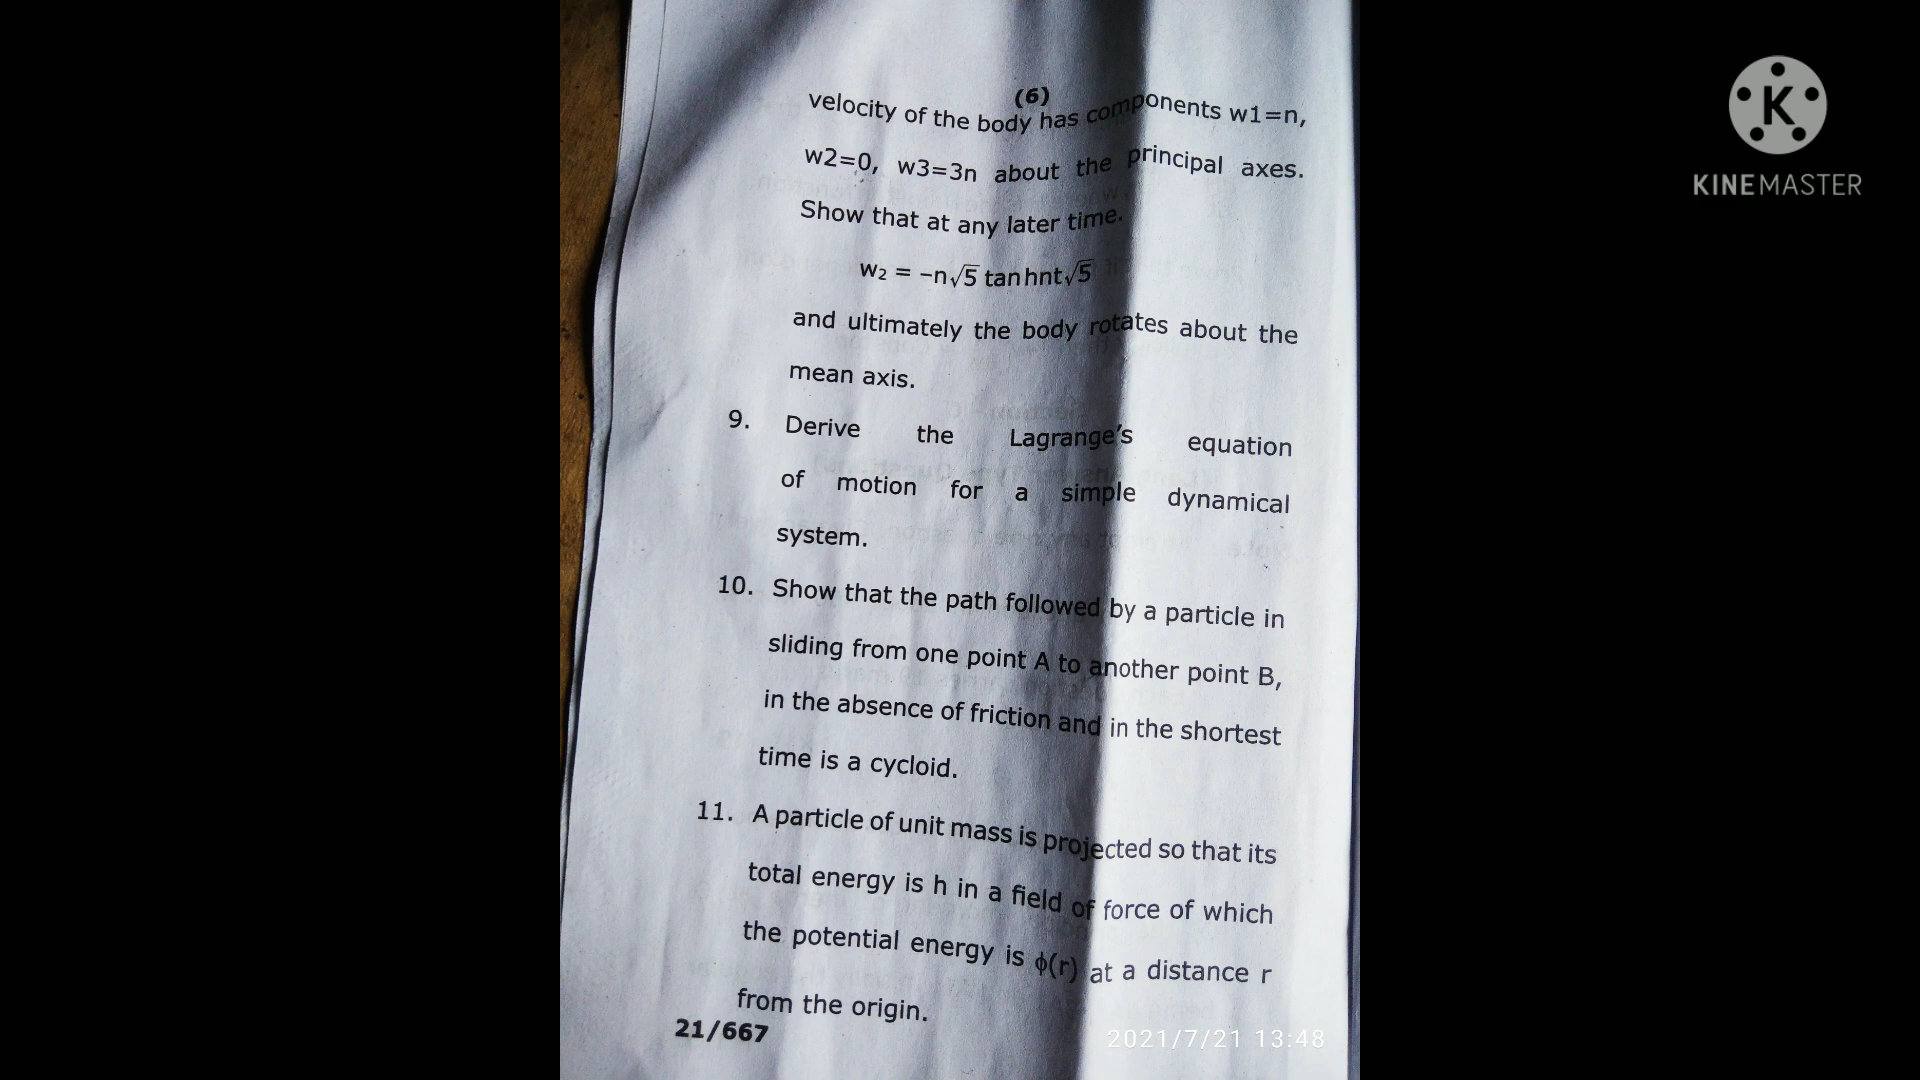 (6)
velocity of the body has components w1=n,
w2=0, w3=3n about the principal axes.
Show that at any later time.
w₂ = −n√5 tanhnt√5
and ultimately the body rotates about the
mean axis.
9. Derive the Lagrange's equation
of motion for a simple dynamical
system.
10. Show that the path followed by a particle in
sliding from one point A to another point B,
in the absence of friction and in the shortest
time is a cycloid.
11. A particle of unit mass is projected so that its
total energy is h in a field of force of which
the potential energy is ϕ(r) at a distance r
from the origin.
21/667
2021/7/21 13:48
K
KINEMASTER